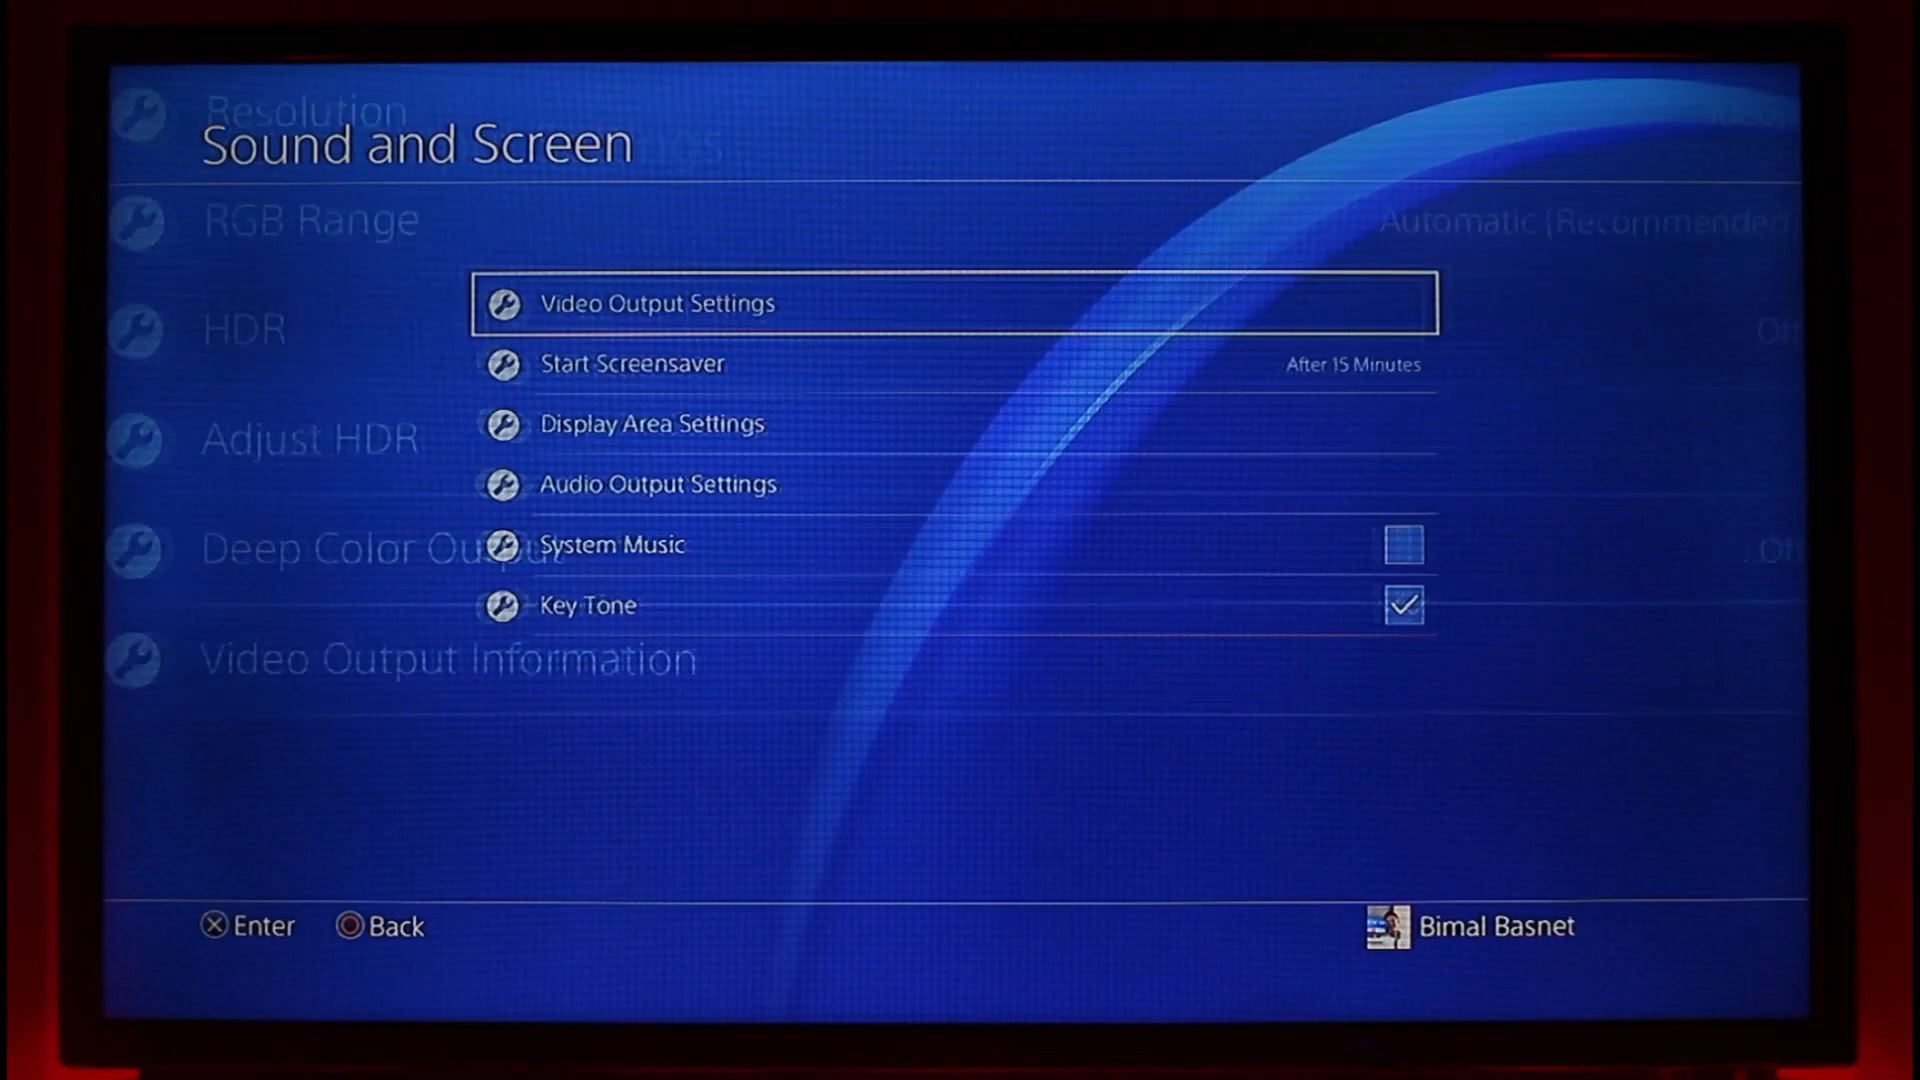 Resolution
Sound and Screen
RGB Range
Automatic (Recommended
Video Output Settings
HDR
Start Screensaver
After 15 Minutes
Display Area Settings
Adjust HDR
Audio Output Settings
System Music
Deep Color Output
Key Tone
Video Output Information
Enter
Back
Bimal Basnet